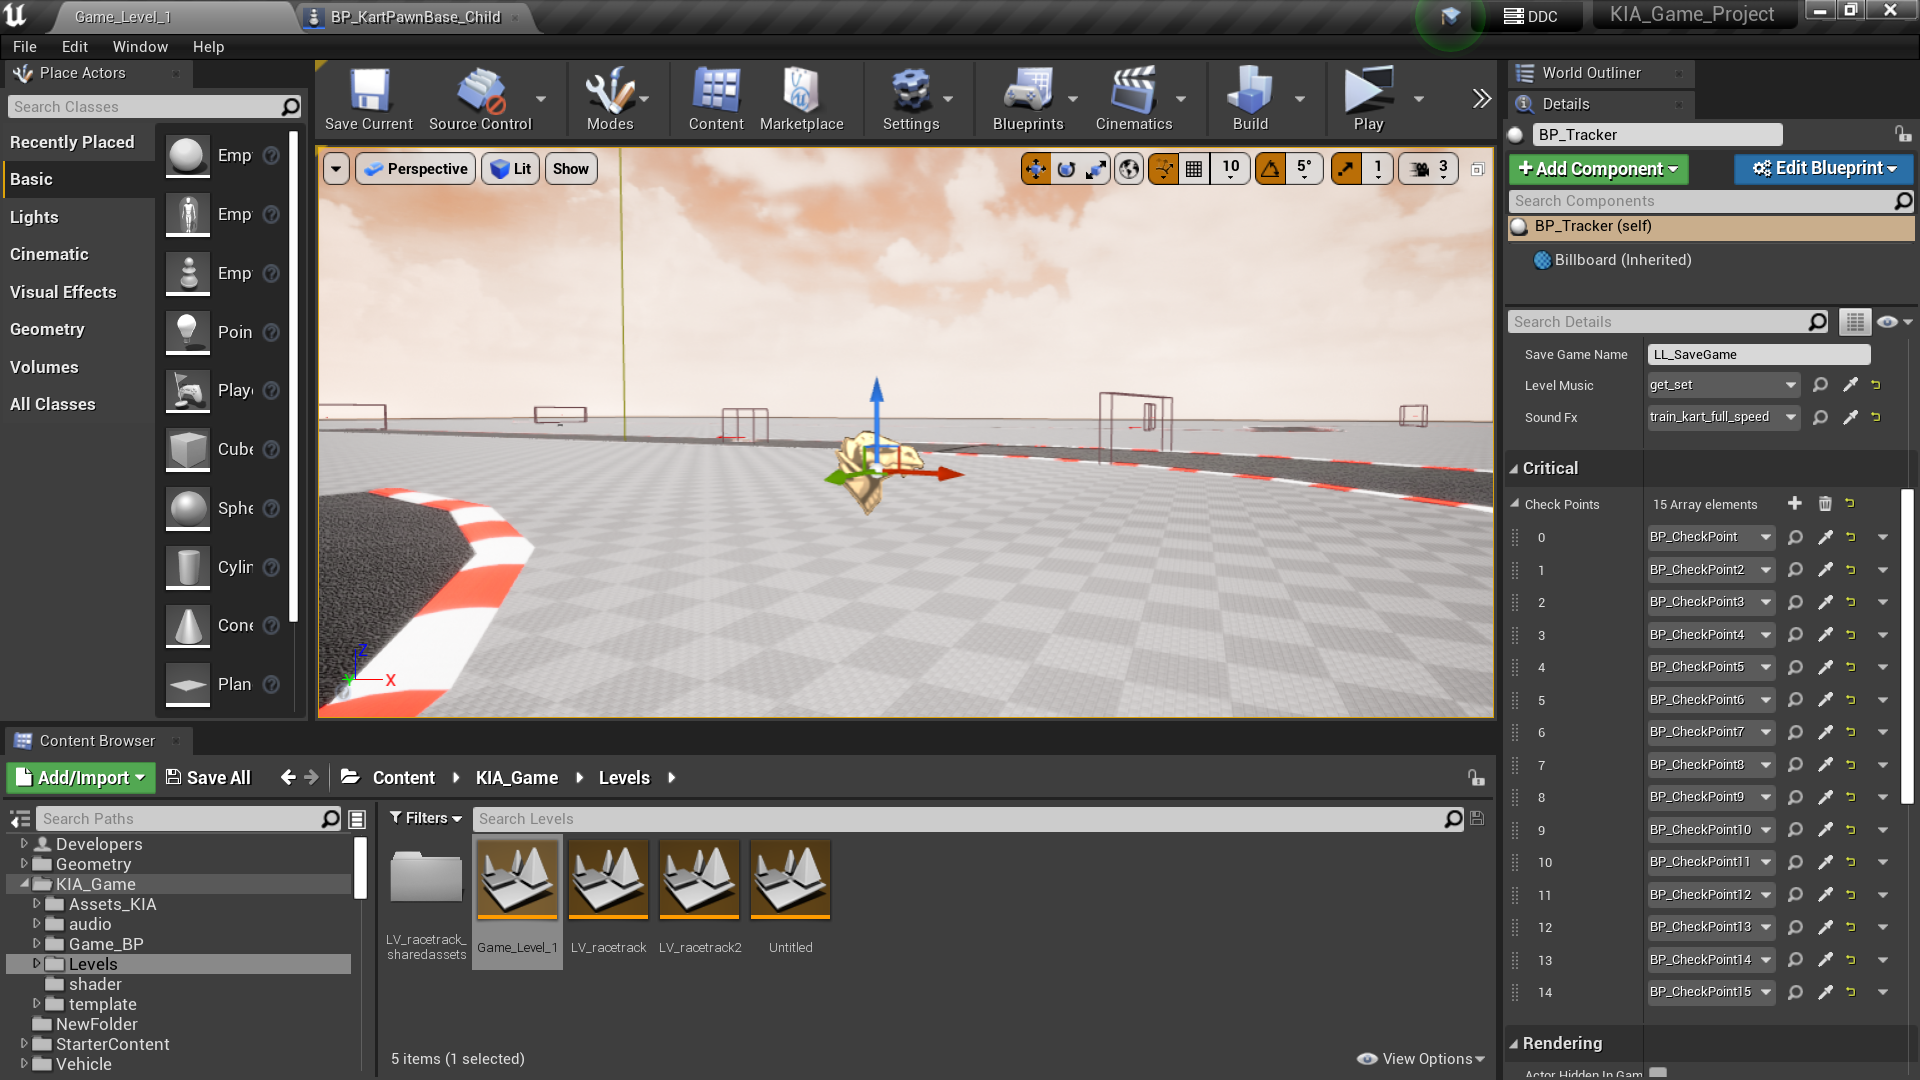 Game_Level_1
BP_KartPawnBase_Child
DDC
KIA_Game_Project
File Edit Window Help
Place Actors
Search Classes
Recently Placed
Basic
Lights
Cinematic
Visual Effects
Geometry
Volumes
All Classes
Emp
Emp
Emp
Poin
Playe
Cube
Sphe
Cylin
Cone
Plan
Save Current
Source Control
Modes
Content
Marketplace
Settings
Blueprints
Cinematics
Build
Play
Perspective
Lit
Show
10
5°
1
3
Z
Y
X
World Outliner
Details
BP_Tracker
+Add Component
Edit Blueprint
Search Components
BP_Tracker (self)
Billboard (Inherited)
Search Details
Save Game Name LL_SaveGame
Level Music get_set
Sound Fx train_kart_full_speed
Critical
Check Points 15 Array elements
0 BP_CheckPoint
1 BP_CheckPoint2
2 BP_CheckPoint3
3 BP_CheckPoint4
4 BP_CheckPoint5
5 BP_CheckPoint6
6 BP_CheckPoint7
7 BP_CheckPoint8
8 BP_CheckPoint9
9 BP_CheckPoint10
10 BP_CheckPoint11
11 BP_CheckPoint12
12 BP_CheckPoint13
13 BP_CheckPoint14
14 BP_CheckPoint15
Rendering
Actor Hidden In Gam
Content Browser
Add/Import
Save All
Content
KIA_Game
Levels
Search Paths
Developers
Geometry
KIA_Game
Assets_KIA
audio
Game_BP
Levels
shader
template
NewFolder
StarterContent
Vehicle
Filters
Search Levels
LV_racetrack_
sharedassets
Game_Level_1
LV_racetrack
LV_racetrack2
Untitled
5 items (1 selected)
View Options